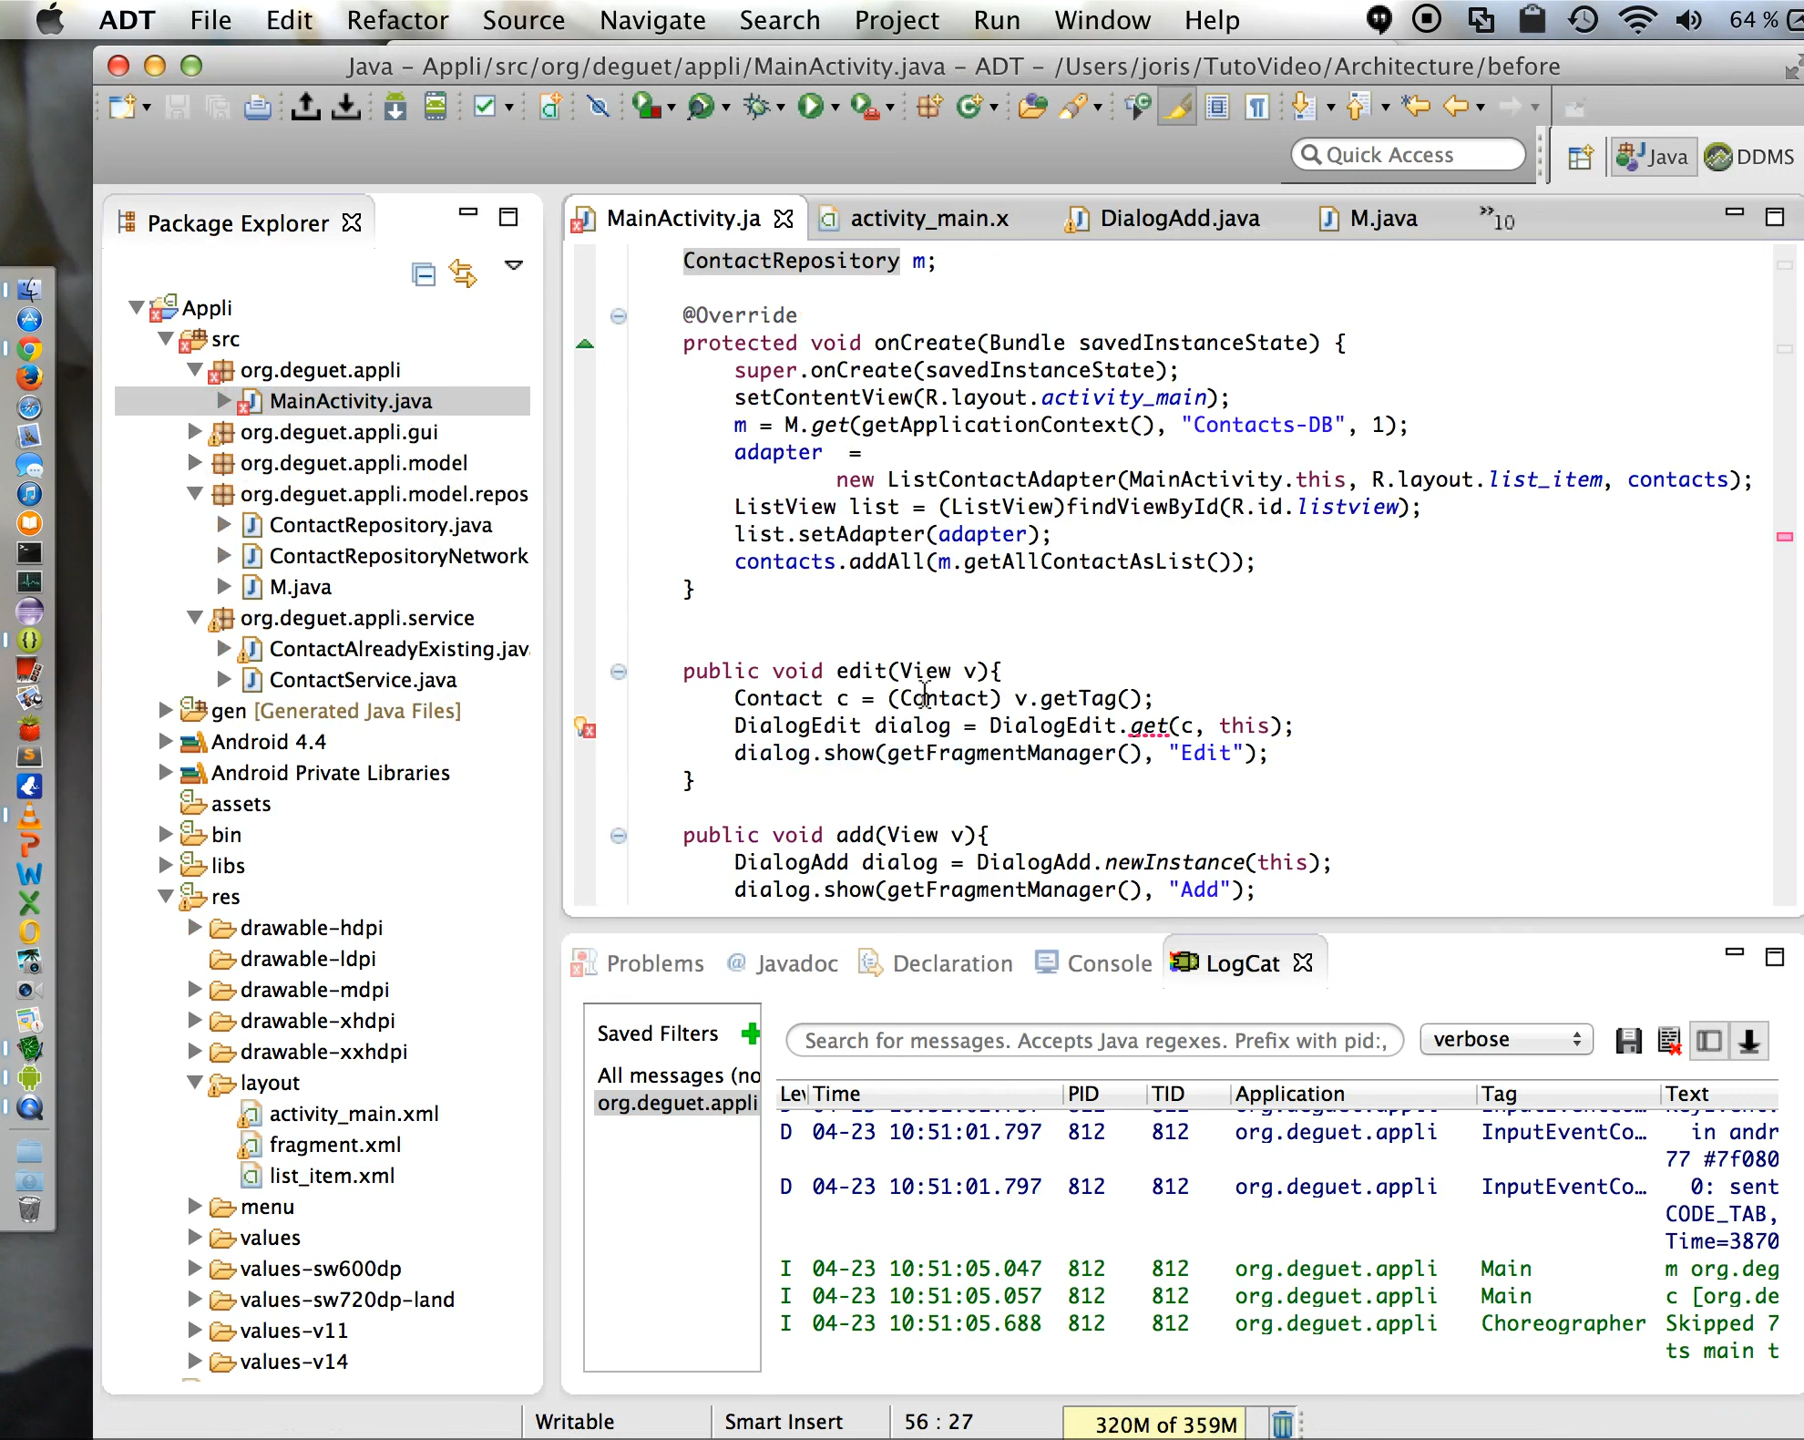 ADT File Edit Refactor Source Navigate Search Project Run Window Help 64 %
Java – Appli/src/org/deguet/appli/MainActivity.java – ADT – /Users/joris/TutoVideo/Architecture/before
Quick Access
Java DDMS
Package Explorer
Appli
src
org.deguet.appli
MainActivity.java
org.deguet.appli.gui
org.deguet.appli.model
org.deguet.appli.model.repos
ContactRepository.java
ContactRepositoryNetwork
M.java
org.deguet.appli.service
ContactAlreadyExisting.jav
ContactService.java
gen [Generated Java Files]
Android 4.4
Android Private Libraries
assets
bin
libs
res
drawable-hdpi
drawable-ldpi
drawable-mdpi
drawable-xhdpi
drawable-xxhdpi
layout
activity_main.xml
fragment.xml
list_item.xml
menu
values
values-sw600dp
values-sw720dp-land
values-v11
values-v14
MainActivity.ja activity_main.x DialogAdd.java M.java »10
ContactRepository m;
@Override
protected void onCreate(Bundle savedInstanceState) {
super.onCreate(savedInstanceState);
setContentView(R.layout.activity_main);
m = M.get(getApplicationContext(), "Contacts-DB", 1);
adapter =
new ListContactAdapter(MainActivity.this, R.layout.list_item, contacts);
ListView list = (ListView)findViewById(R.id.listview);
list.setAdapter(adapter);
contacts.addAll(m.getAllContactAsList());
}
public void edit(View v){
Contact c = (Contact) v.getTag();
DialogEdit dialog = DialogEdit.get(c, this);
dialog.show(getFragmentManager(), "Edit");
}
public void add(View v){
DialogAdd dialog = DialogAdd.newInstance(this);
dialog.show(getFragmentManager(), "Add");
Problems Javadoc Declaration Console LogCat
Saved Filters
All messages (no
org.deguet.appli
Search for messages. Accepts Java regexes. Prefix with pid:,
verbose
Lev Time PID TID Application Tag Text
D 04-23 10:51:01.797 812 812 org.deguet.appli InputEventCo… in andr
77 #7f080
D 04-23 10:51:01.797 812 812 org.deguet.appli InputEventCo… 0: sent
CODE_TAB,
Time=3870
I 04-23 10:51:05.047 812 812 org.deguet.appli Main m org.deg
I 04-23 10:51:05.057 812 812 org.deguet.appli Main c [org.de
I 04-23 10:51:05.688 812 812 org.deguet.appli Choreographer Skipped 7
ts main t
Writable Smart Insert 56 : 27 320M of 359M